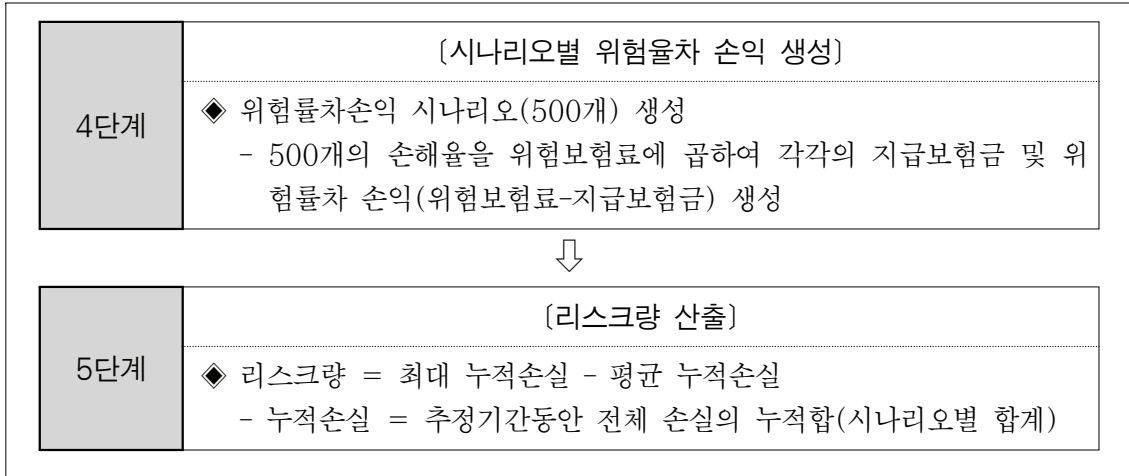 4단계
〔시나리오별 위험율차 손익 생성〕
◈ 위험률차손익 시나리오(500개) 생성
- 500개의 손해율을 위험보험료에 곱하여 각각의 지급보험금 및 위
험률차 손익(위험보험료-지급보험금) 생성
⇩
5단계
〔리스크량 산출〕
◈ 리스크량 = 최대 누적손실 - 평균 누적손실
- 누적손실 = 추정기간동안 전체 손실의 누적합(시나리오별 합계)